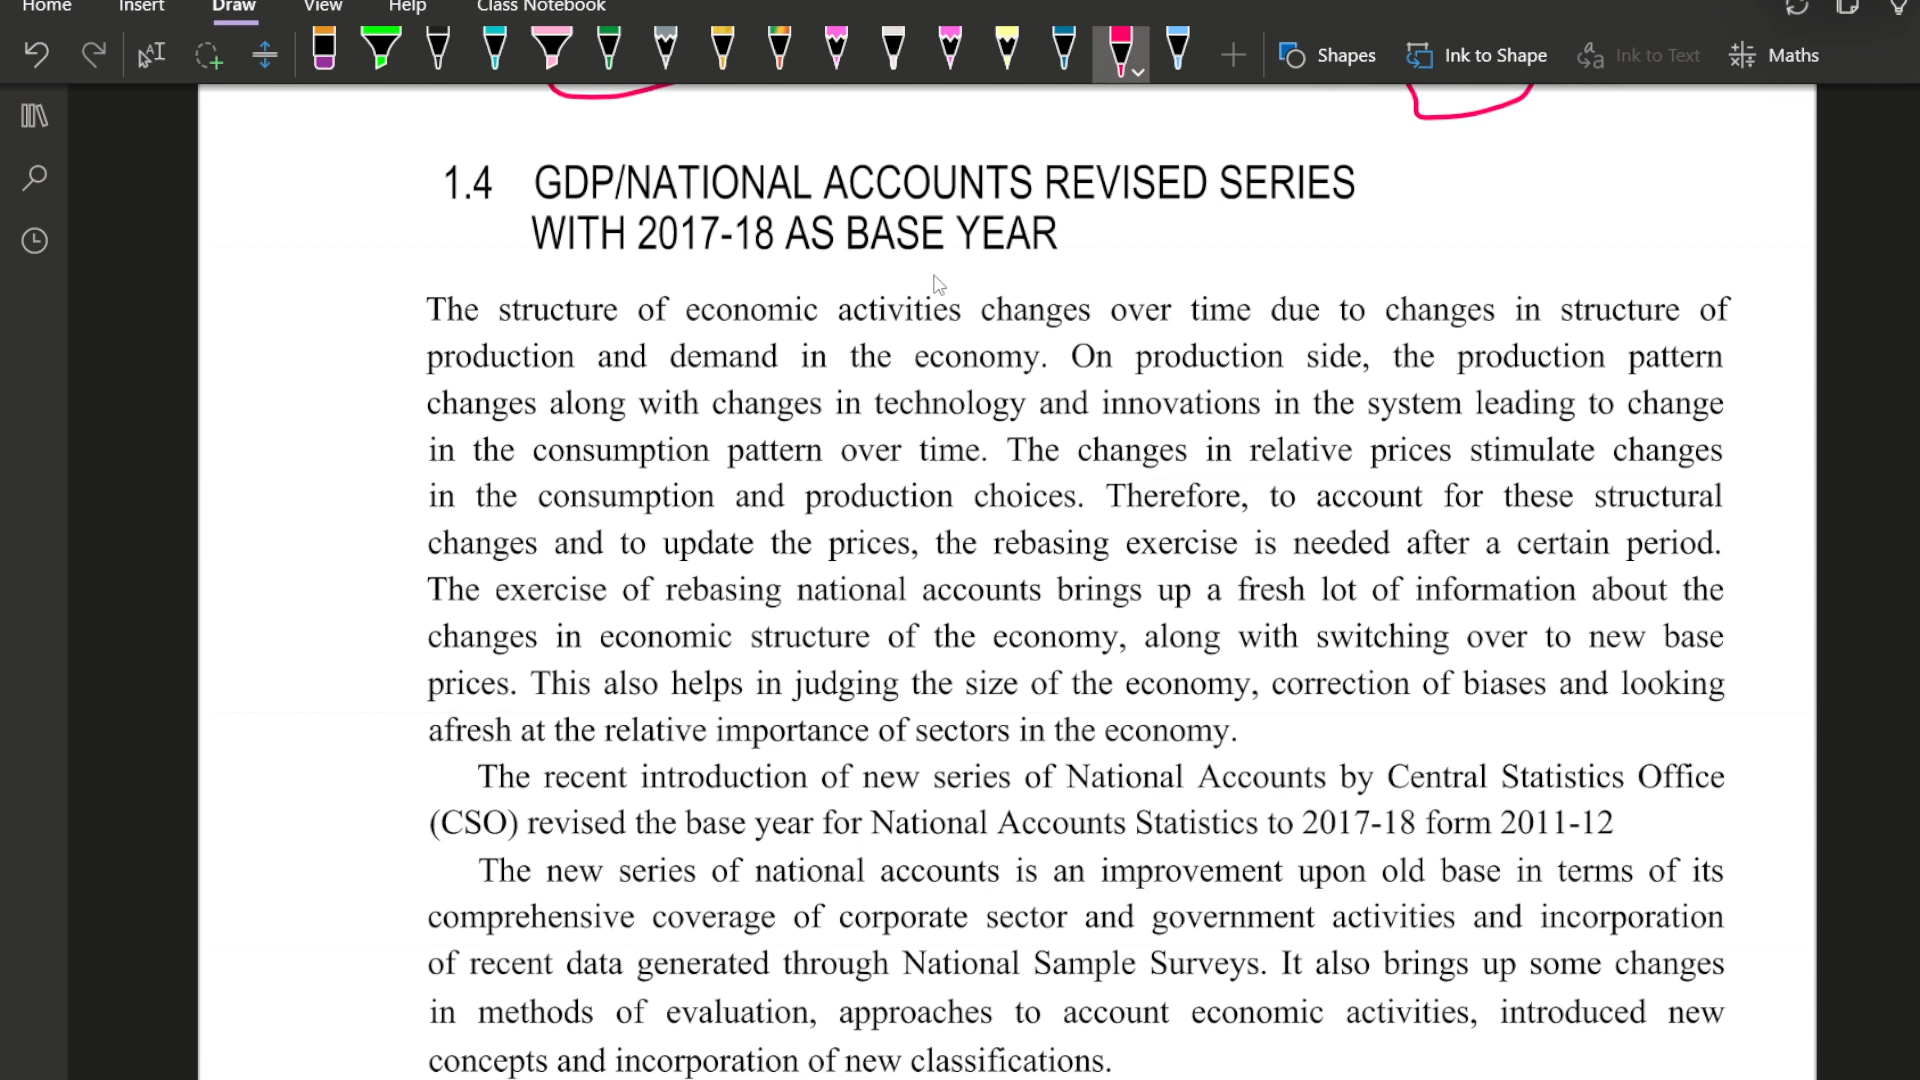 Home Insert Draw View Help Class Notebook
Shapes Ink to Shape Ink to Text Maths
1.4 GDP/NATIONAL ACCOUNTS REVISED SERIES
WITH 2017-18 AS BASE YEAR
The structure of economic activities changes over time due to changes in structure of
production and demand in the economy. On production side, the production pattern
changes along with changes in technology and innovations in the system leading to change
in the consumption pattern over time. The changes in relative prices stimulate changes
in the consumption and production choices. Therefore, to account for these structural
changes and to update the prices, the rebasing exercise is needed after a certain period.
The exercise of rebasing national accounts brings up a fresh lot of information about the
changes in economic structure of the economy, along with switching over to new base
prices. This also helps in judging the size of the economy, correction of biases and looking
afresh at the relative importance of sectors in the economy.
The recent introduction of new series of National Accounts by Central Statistics Office
(CSO) revised the base year for National Accounts Statistics to 2017-18 form 2011-12
The new series of national accounts is an improvement upon old base in terms of its
comprehensive coverage of corporate sector and government activities and incorporation
of recent data generated through National Sample Surveys. It also brings up some changes
in methods of evaluation, approaches to account economic activities, introduced new
concepts and incorporation of new classifications.